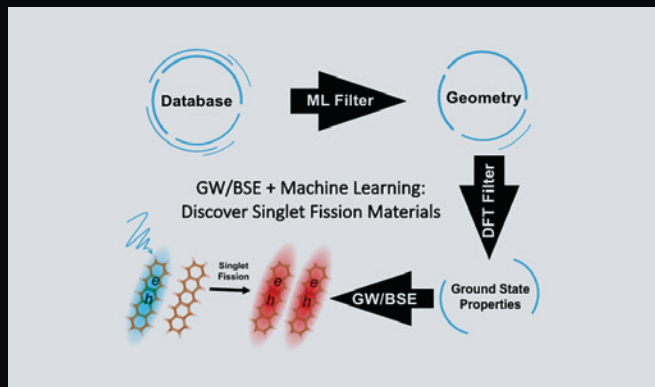 Database
ML Filter
Geometry
DFT Filter
GW/BSE + Machine Learning:
Discover Singlet Fission Materials
Ground State
Properties
GW/BSE
Singlet
Fission
e
h
e
h
e
h